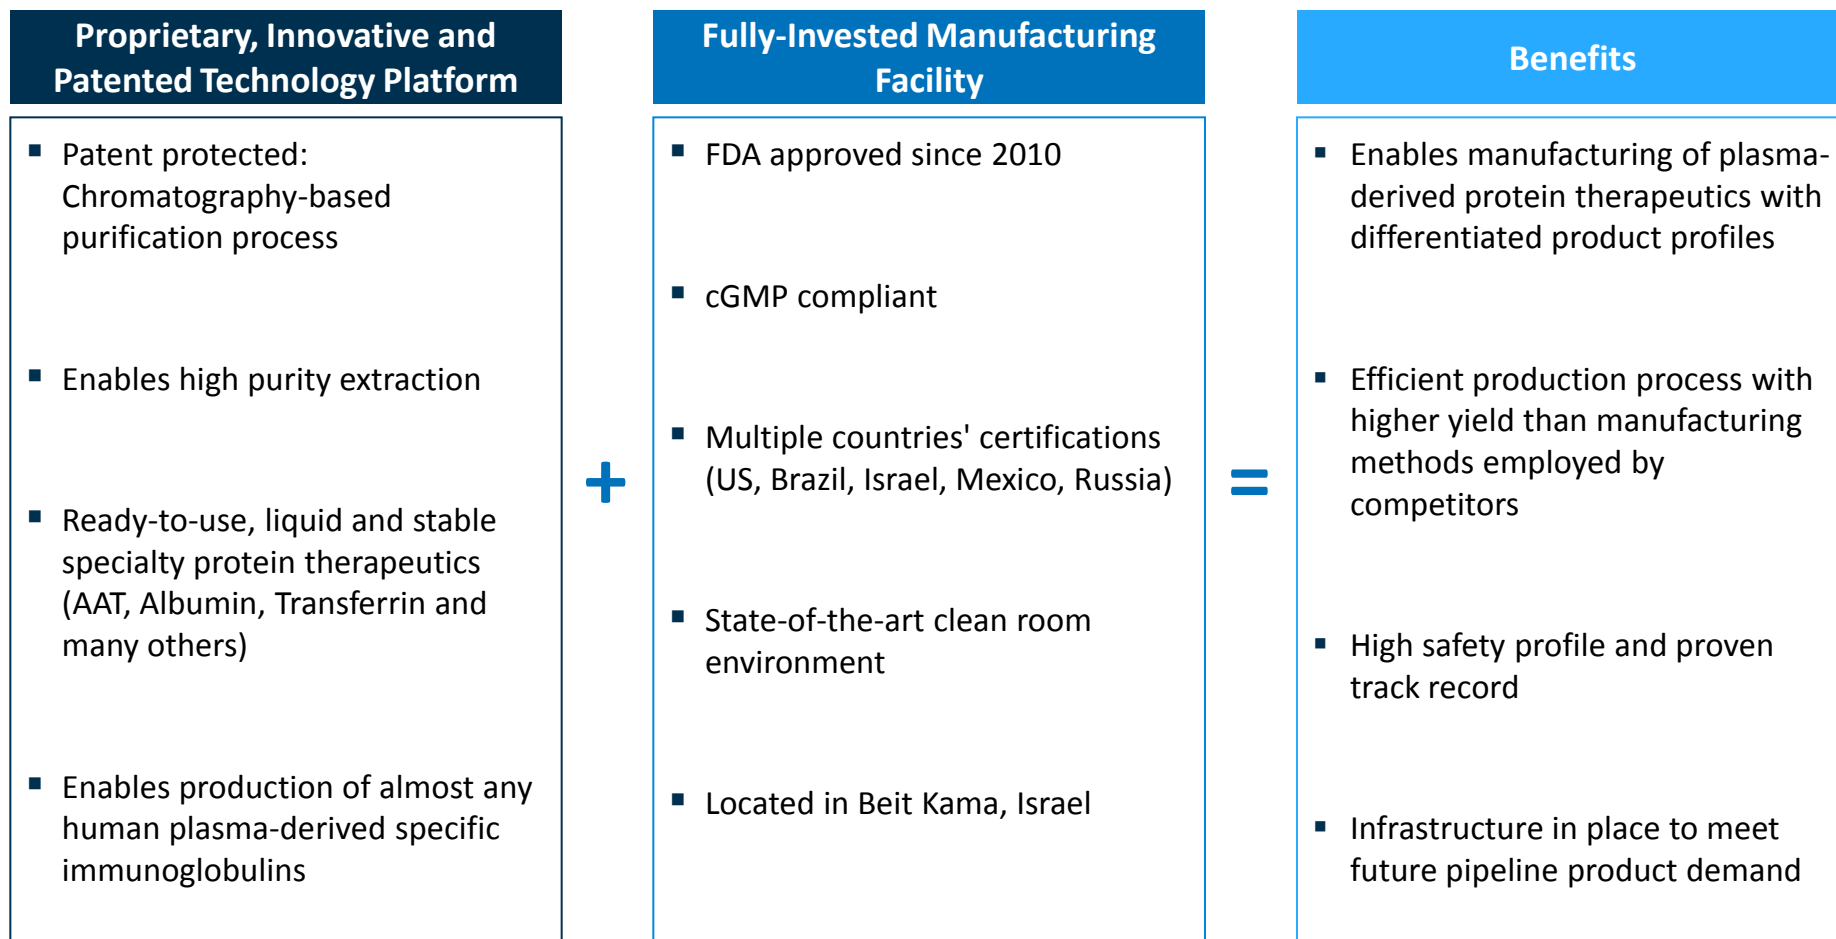 Proprietary, Innovative and
Patented Technology Platform
▪ Patent protected:
Chromatography-based
purification process
▪ Enables high purity extraction
▪ Ready-to-use, liquid and stable
specialty protein therapeutics
(AAT, Albumin, Transferrin and
many others)
▪ Enables production of almost any
human plasma-derived specific
immunoglobulins
+
Fully-Invested Manufacturing
Facility
▪ FDA approved since 2010
▪ cGMP compliant
▪ Multiple countries' certifications
(US, Brazil, Israel, Mexico, Russia)
▪ State-of-the-art clean room
environment
▪ Located in Beit Kama, Israel
=
Benefits
▪ Enables manufacturing of plasma-
derived protein therapeutics with
differentiated product profiles
▪ Efficient production process with
higher yield than manufacturing
methods employed by
competitors
▪ High safety profile and proven
track record
▪ Infrastructure in place to meet
future pipeline product demand